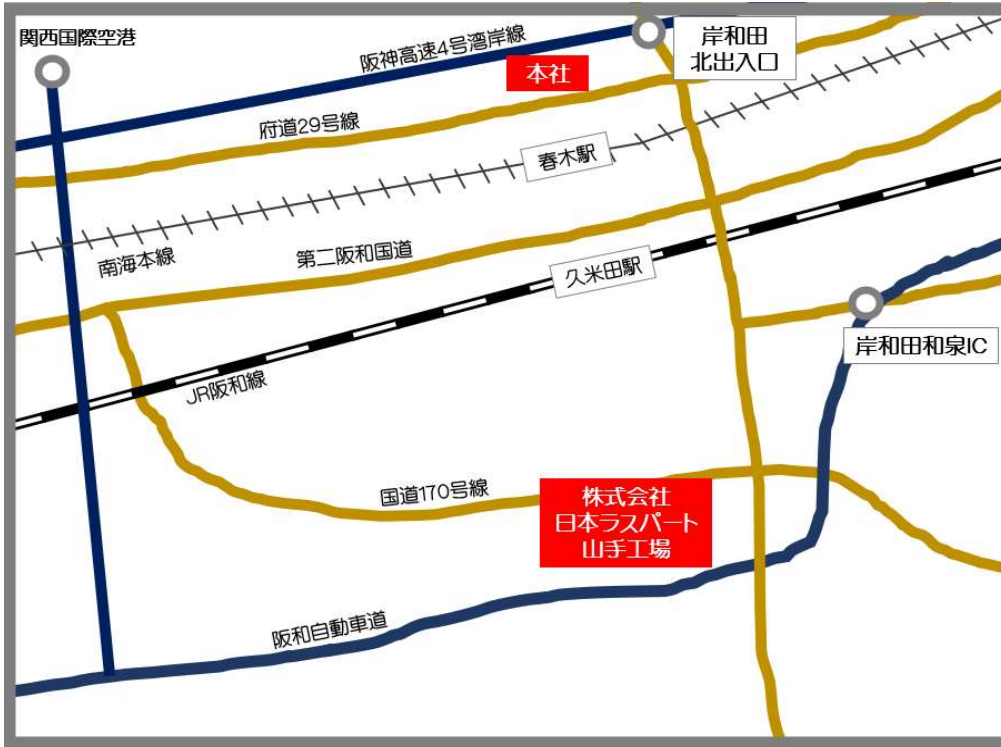 関西国際空港
阪神高速4号湾岸線
岸和田
北出入口
本社
府道29号線
春木駅
南海本線
第二阪和国道
久米田駅
岸和田和泉IC
JR阪和線
国道170号線
株式会社
日本ラスパート
山手工場
阪和自動車道